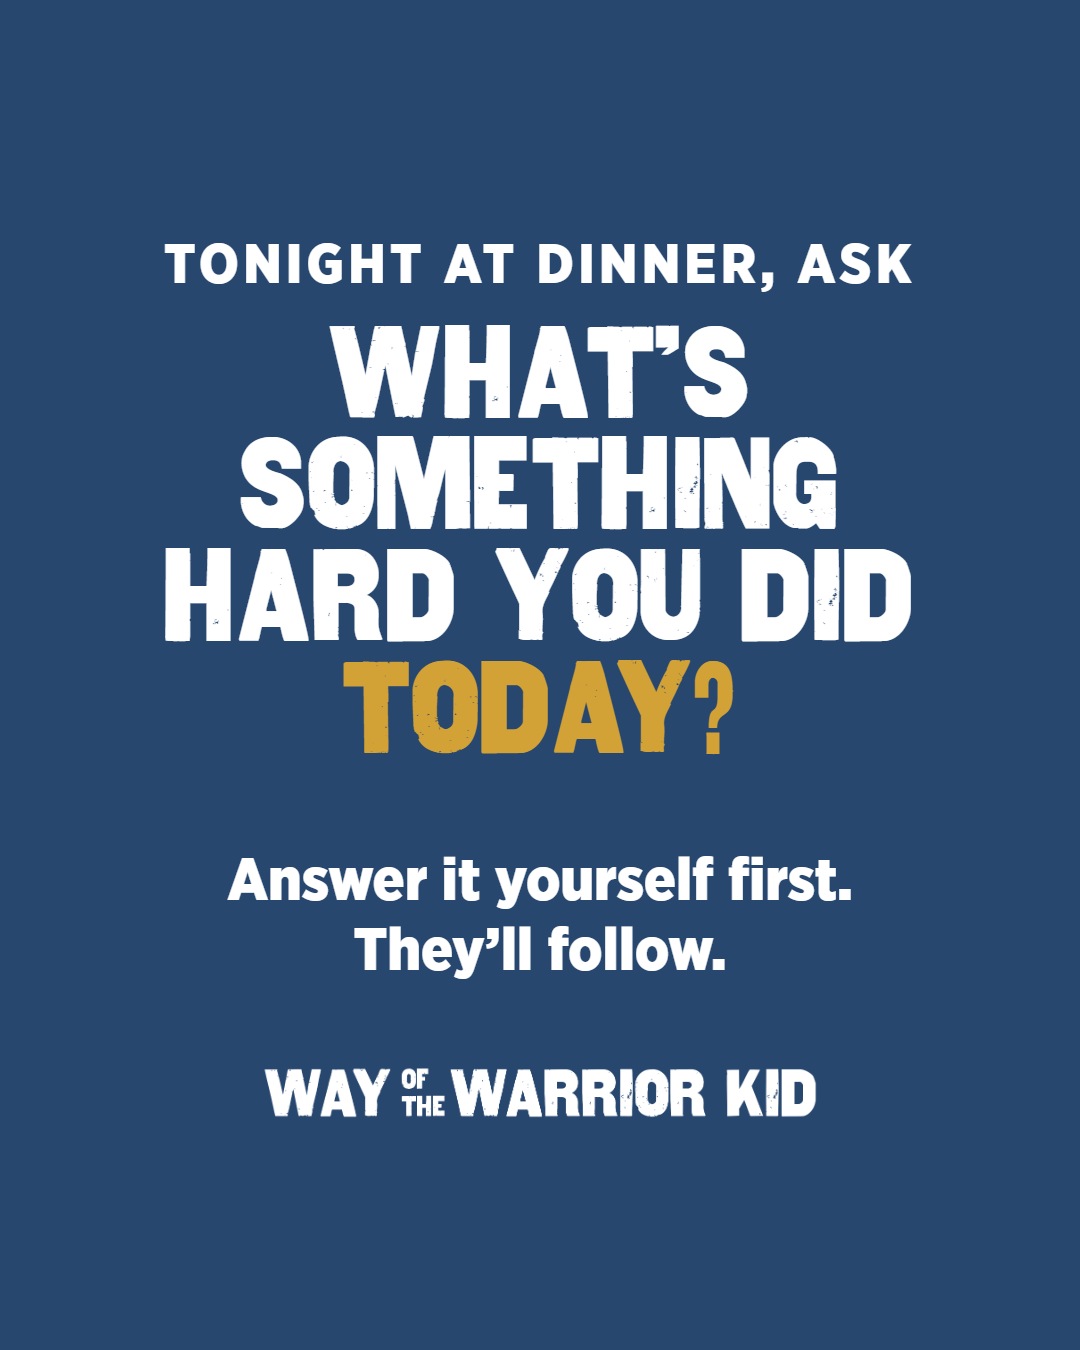 TONIGHT AT DINNER, ASK
WHAT'S
SOMETHING
HARD YOU DID
TODAY?
Answer it yourself first.
They'll follow.
WAY OF THE WARRIOR KID